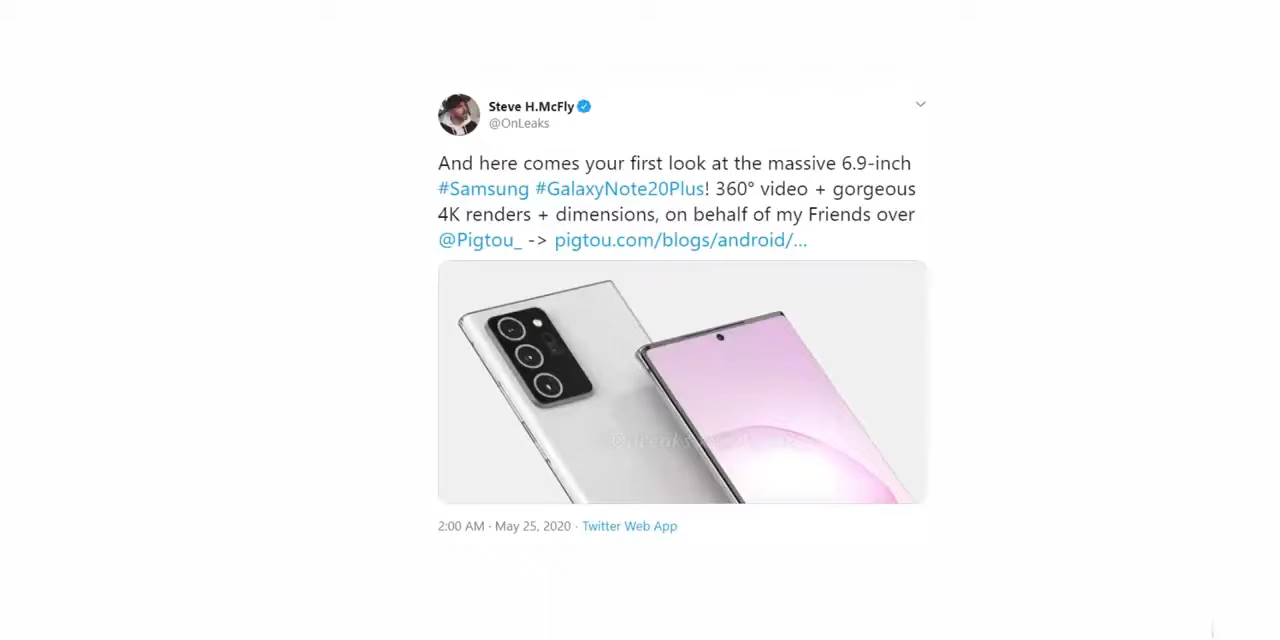 Steve H.McFly
@OnLeaks
And here comes your first look at the massive 6.9-inch
#Samsung #GalaxyNote20Plus! 360° video + gorgeous
4K renders + dimensions, on behalf of my Friends over
@Pigtou_ -> pigtou.com/blogs/android/...
OnLeaks
2:00 AM · May 25, 2020 · Twitter Web App